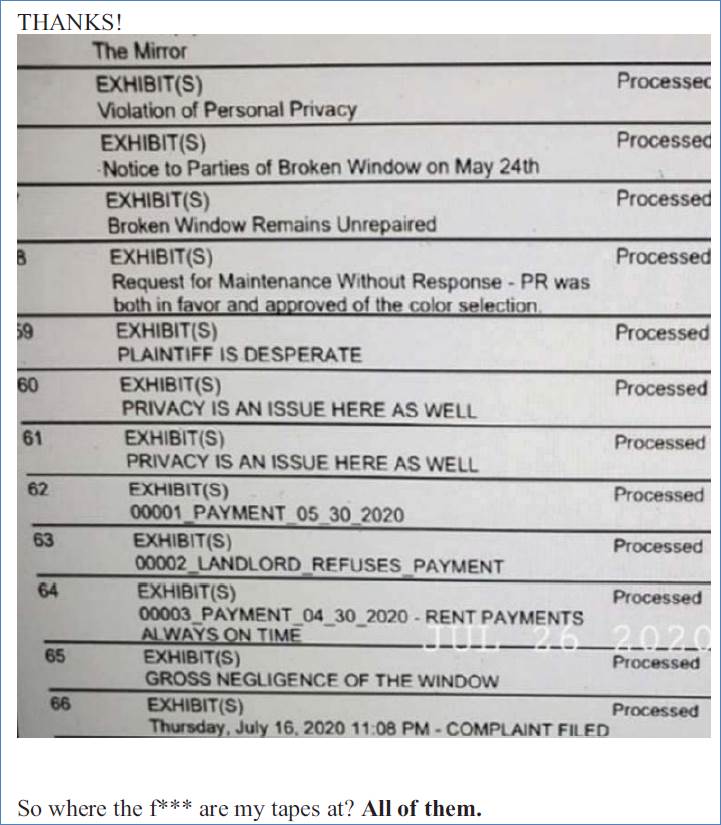 THANKS!
The Mirror
EXHIBIT(S) Processed
Violation of Personal Privacy
EXHIBIT(S) Processed
Notice to Parties of Broken Window on May 24th
EXHIBIT(S) Processed
Broken Window Remains Unrepaired
8 EXHIBIT(S) Processed
Request for Maintenance Without Response - PR was
both in favor and approved of the color selection.
59 EXHIBIT(S) Processed
PLAINTIFF IS DESPERATE
60 EXHIBIT(S) Processed
PRIVACY IS AN ISSUE HERE AS WELL
61 EXHIBIT(S) Processed
PRIVACY IS AN ISSUE HERE AS WELL
62 EXHIBIT(S) Processed
00001_PAYMENT_05_30_2020
63 EXHIBIT(S) Processed
00002_LANDLORD_REFUSES_PAYMENT
64 EXHIBIT(S) Processed
00003_PAYMENT_04_30_2020 - RENT PAYMENTS
ALWAYS ON TIME
JUL 26 2020
65 EXHIBIT(S) Processed
GROSS NEGLIGENCE OF THE WINDOW
66 EXHIBIT(S) Processed
Thursday, July 16, 2020 11:08 PM - COMPLAINT FILED
So where the f*** are my tapes at? All of them.